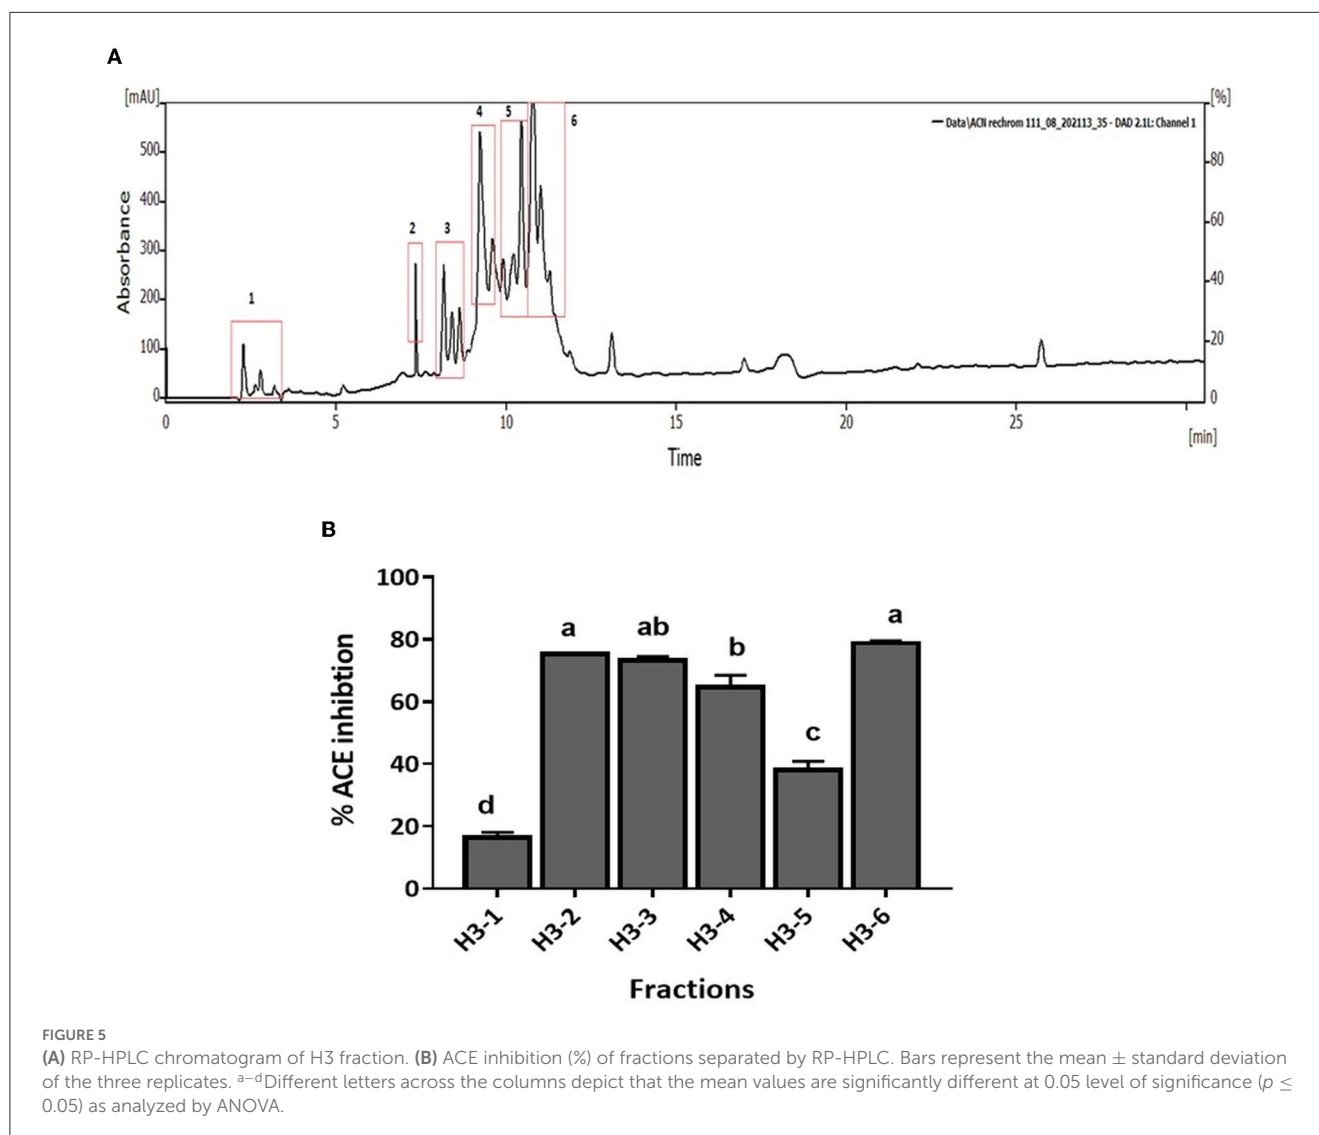 A
[mAU]
[%]
4
5
6
Data\ACN rechrom 111_08_202113_35 - DAD 2.1L: Channel 1
500
400
300
200
100
0
Absorbance
80
60
40
20
0
2
3
1
0
5
10
15
20
25
[min]
Time
B
100
80
60
40
20
0
% ACE inhibtion
d
a
ab
b
c
a
H3-1
H3-2
H3-3
H3-4
H3-5
H3-6
Fractions
FIGURE 5
(A) RP-HPLC chromatogram of H3 fraction. (B) ACE inhibition (%) of fractions separated by RP-HPLC. Bars represent the mean ± standard deviation
of the three replicates. a–dDifferent letters across the columns depict that the mean values are significantly different at 0.05 level of significance (p ≤
0.05) as analyzed by ANOVA.